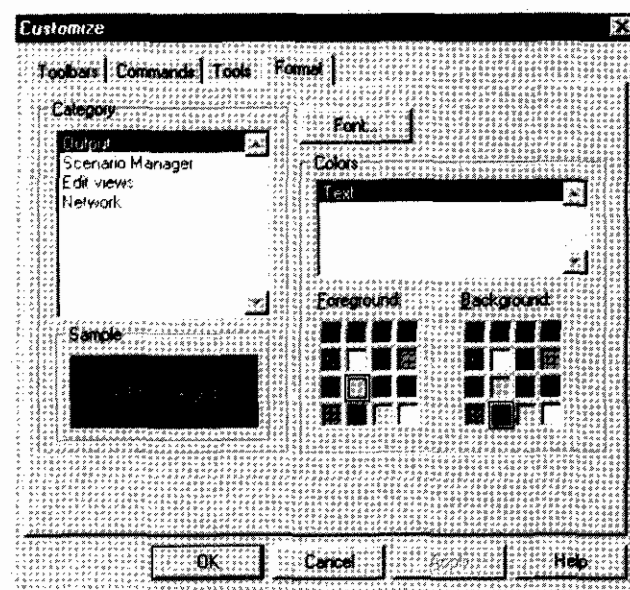 Customize
Toolbars Commands Tools Format
Category
Output
Scenario Manager
Edit views
Network
Font...
Colors
Text
Foreground:
Background:
Sample
OK Cancel Apply Help